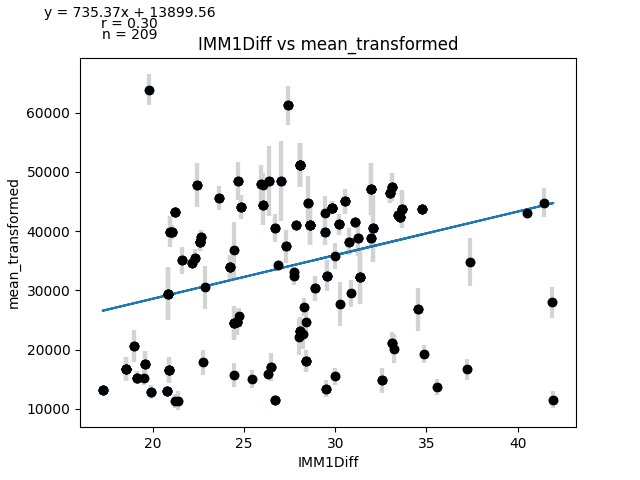 y = 735.37x + 13899.56
r = 0.30
n = 209
IMM1Diff vs mean_transformed
60000
50000
40000
30000
20000
10000
mean_transformed
20 25 30 35 40
IMM1Diff